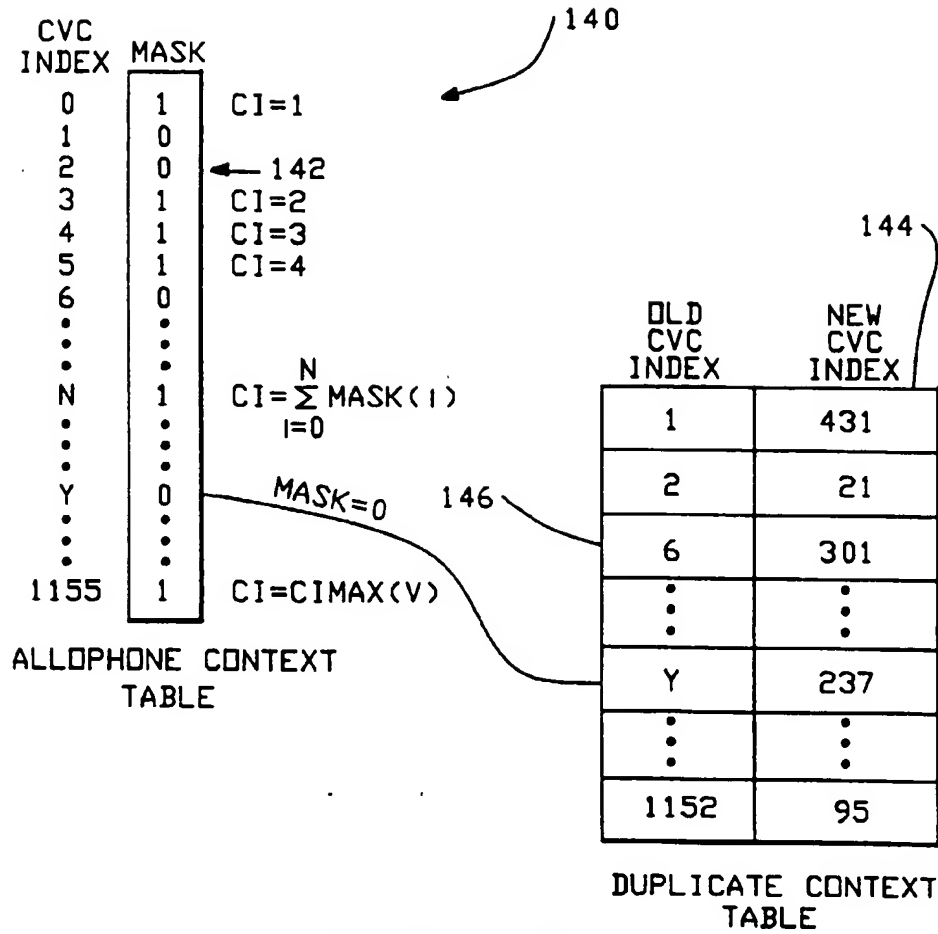 140
CVC
INDEX MASK
0 1 CI=1
1 0
2 0 142
3 1 CI=2
4 1 CI=3
5 1 CI=4
6 0
N 1 CI=N∑i=0 MASK(i)
Y 0 MASK=0
1155 1 CI=CIMAX(V)
ALLOPHONE CONTEXT
TABLE
144
146
OLD
CVC
INDEX
NEW
CVC
INDEX
1 431
2 21
6 301
Y 237
1152 95
DUPLICATE CONTEXT
TABLE